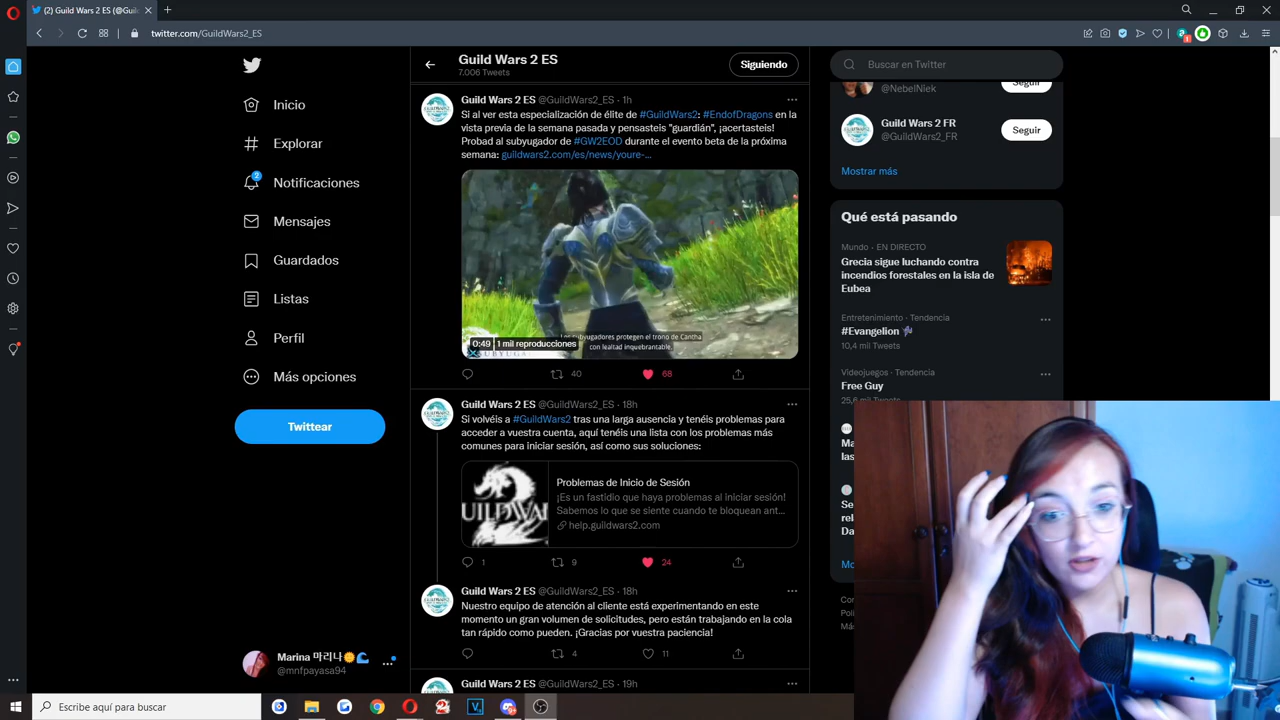 (2) Guild Wars 2 ES (@Guil
twitter.com/GuildWars2_ES
Guild Wars 2 ES
7.006 Tweets
Siguiendo
Buscar en Twitter
Inicio
Explorar
2
Notificaciones
Mensajes
Guardados
Listas
Perfil
Más opciones
Twittear
Marina 마리나🌞🌊
@mnfpayasa94
Guild Wars 2 ES @GuildWars2_ES · 1h
Si al ver esta especialización de élite de #GuildWars2: #EndofDragons en la
vista previa de la semana pasada y pensasteis "guardián", ¡acertasteis!
Probad al subyugador de #GW2EOD durante el evento beta de la próxima
semana: guildwars2.com/es/news/youre-...
Los subyugadores protegen el trono de Cantha
con lealtad inquebrantable.
0:49 1 mil reproducciones
40
68
Guild Wars 2 ES @GuildWars2_ES · 18h
Si volvéis a #GuildWars2 tras una larga ausencia y tenéis problemas para
acceder a vuestra cuenta, aquí tenéis una lista con los problemas más
comunes para iniciar sesión, así como sus soluciones:
UILDWAR
Problemas de Inicio de Sesión
¡Es un fastidio que haya problemas al iniciar sesión!
Sabemos lo que se siente cuando te bloquean ant...
help.guildwars2.com
1
9
24
Guild Wars 2 ES @GuildWars2_ES · 18h
Nuestro equipo de atención al cliente está experimentando en este
momento un gran volumen de solicitudes, pero están trabajando en la cola
tan rápido como pueden. ¡Gracias por vuestra paciencia!
4
11
Guild Wars 2 ES @GuildWars2_ES · 19h
@NebelNiek
Seguir
Guild Wars 2 FR
@GuildWars2_FR
Seguir
Mostrar más
Qué está pasando
Mundo · EN DIRECTO
Grecia sigue luchando contra
incendios forestales en la isla de
Eubea
Entretenimiento · Tendencia
#Evangelion
10,4 mil Tweets
Videojuegos · Tendencia
Free Guy
Escribe aquí para buscar